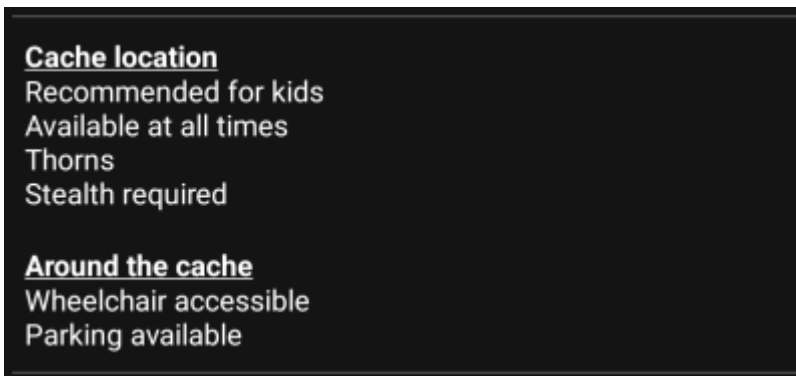 Cache location
Recommended for kids
Available at all times
Thorns
Stealth required
Around the cache
Wheelchair accessible
Parking available